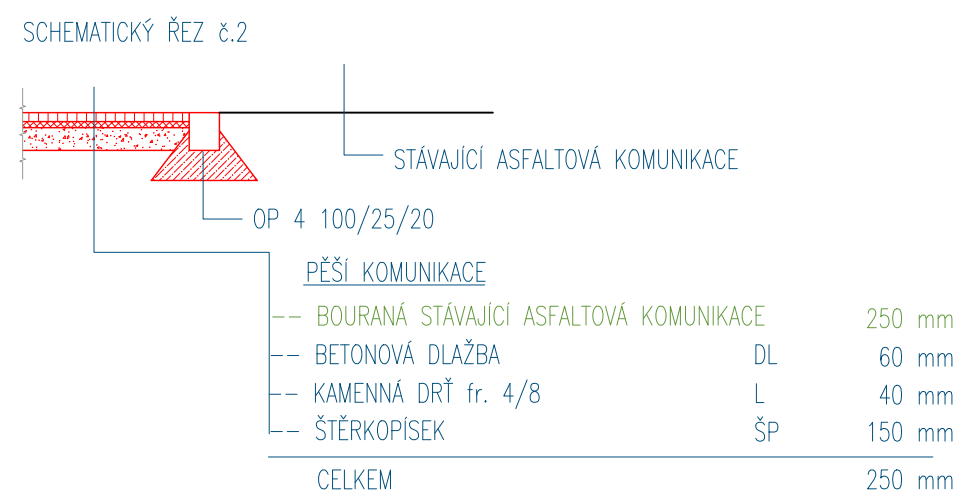 SCHEMATICKÝ ŘEZ č.2
STÁVAJÍCÍ ASFALTOVÁ KOMUNIKACE
OP 4 100/25/20
PĚŠÍ KOMUNIKACE
-- BOURANÁ STÁVAJÍCÍ ASFALTOVÁ KOMUNIKACE 250 mm
-- BETONOVÁ DLAŽBA DL 60 mm
-- KAMENNÁ DRŤ fr. 4/8 L 40 mm
-- ŠTĚRKOPÍSEK ŠP 150 mm
CELKEM 250 mm